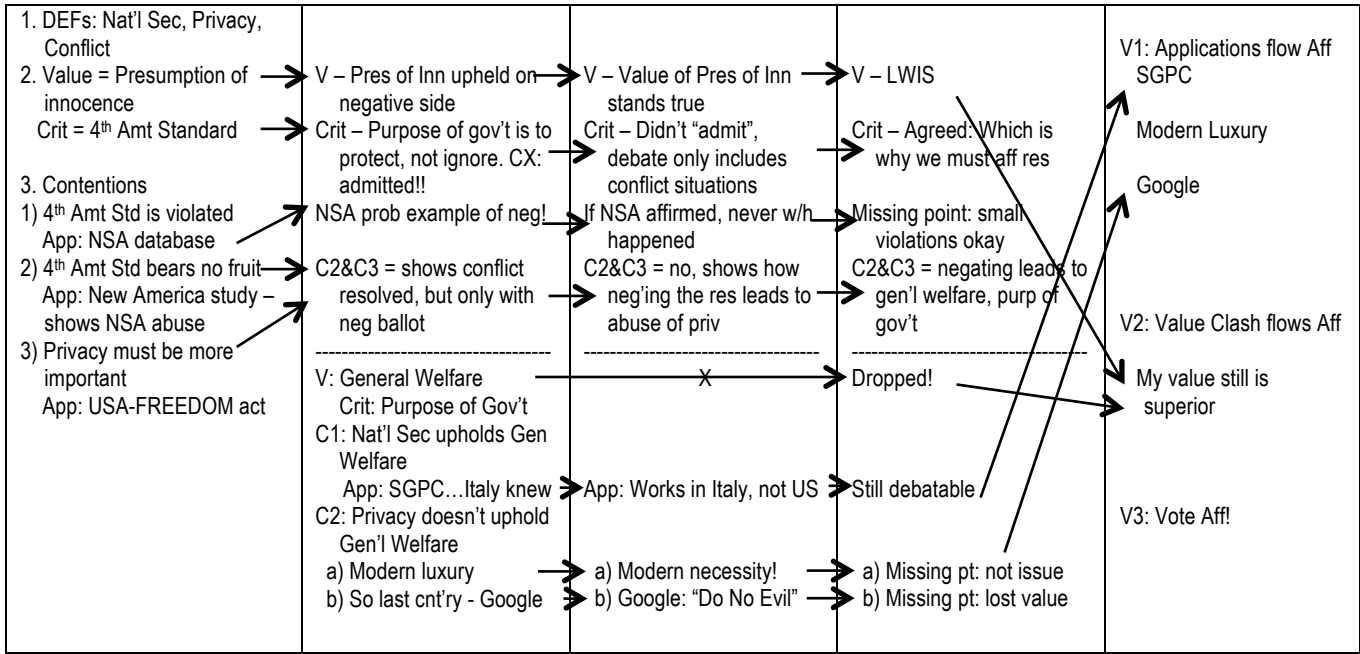 1. DEFs: Nat’l Sec, Privacy,
Conflict
2. Value = Presumption of
innocence
Crit = 4th Amt Standard
3. Contentions
1) 4th Amt Std is violated
App: NSA database
2) 4th Amt Std bears no fruit
App: New America study –
shows NSA abuse
3) Privacy must be more
important
App: USA-FREEDOM act
V – Pres of Inn upheld on
negative side
Crit – Purpose of gov’t is to
protect, not ignore. CX:
admitted!!
NSA prob example of neg!
C2&C3 = shows conflict
resolved, but only with
neg ballot
------------------------------------
V: General Welfare
Crit: Purpose of Gov’t
C1: Nat’l Sec upholds Gen
Welfare
App: SGPC…Italy knew
C2: Privacy doesn’t uphold
Gen’l Welfare
a) Modern luxury
b) So last cnt’ry - Google
V – Value of Pres of Inn
stands true
Crit – Didn’t “admit”,
debate only includes
conflict situations
If NSA affirmed, never w/h
happened
C2&C3 = no, shows how
neg’ing the res leads to
abuse of priv
------------------------------------
X
App: Works in Italy, not US
a) Modern necessity!
b) Google: “Do No Evil”
V – LWIS
Crit – Agreed: Which is
why we must aff res
Missing point: small
violations okay
C2&C3 = negating leads to
gen’l welfare, purp of
gov’t
------------------------------------
Dropped!
Still debatable
a) Missing pt: not issue
b) Missing pt: lost value
V1: Applications flow Aff
SGPC
Modern Luxury
Google
V2: Value Clash flows Aff
My value still is
superior
V3: Vote Aff!